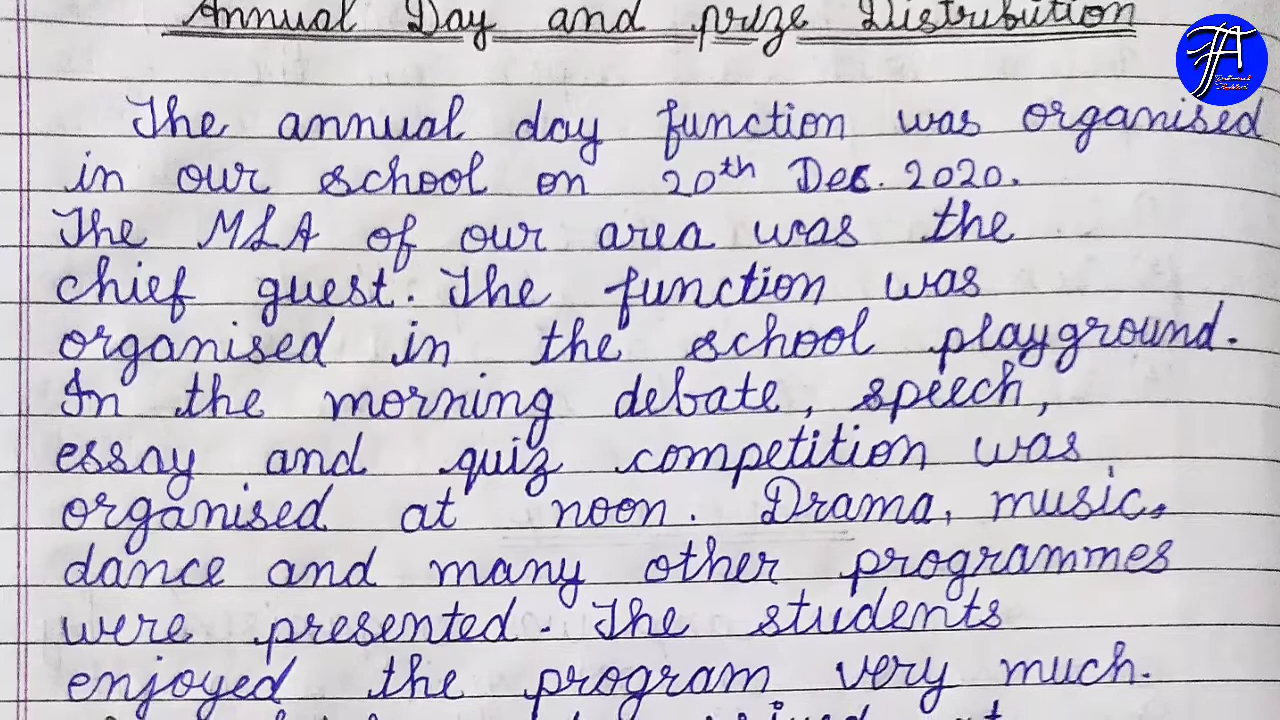 Annual Day and prize Distribution
The annual day function was organised
in our school on 20th Dec. 2020.
The MLA of our area was the
chief guest. The function was
organised in the school playground.
In the morning debate, speech,
essay and quiz competition was
organised at noon. Drama, music,
dance and many other programmes
were presented. The students
enjoyed the program very much.